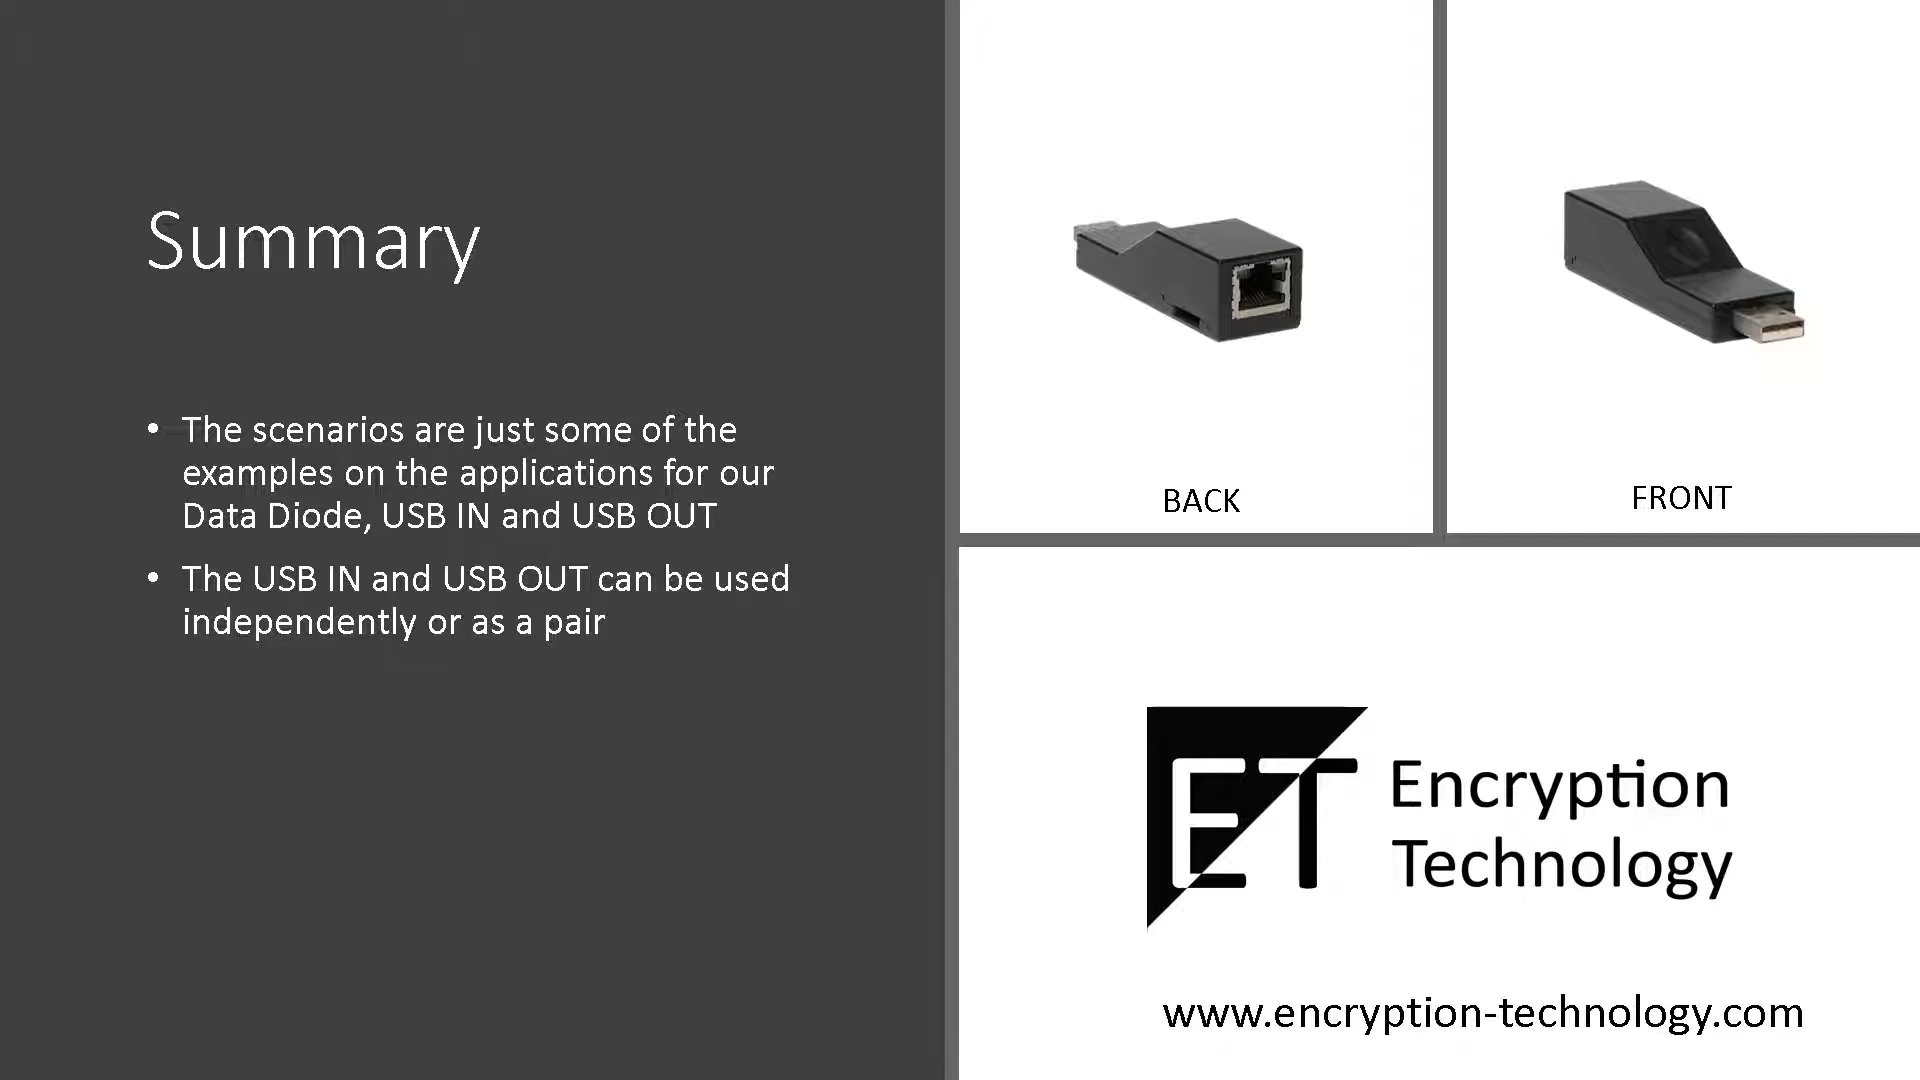 Summary
• The scenarios are just some of the
examples on the applications for our
Data Diode, USB IN and USB OUT
• The USB IN and USB OUT can be used
independently or as a pair
BACK
FRONT
ET
Encryption
Technology
www.encryption-technology.com